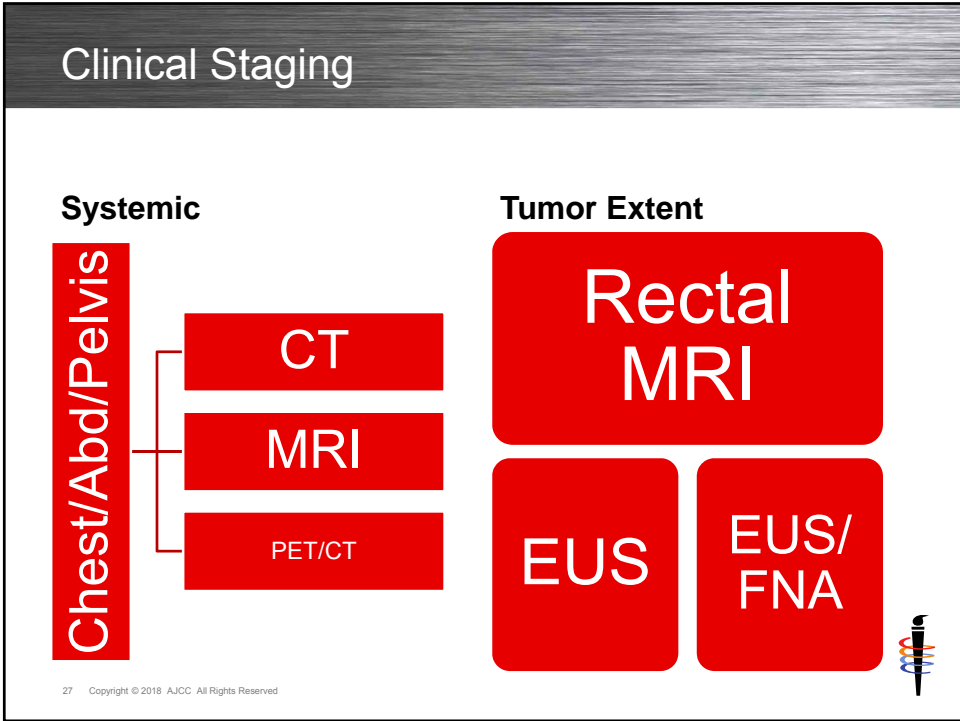 Clinical Staging
Systemic
Chest/Abd/Pelvis
CT
MRI
PET/CT
Tumor Extent
Rectal
MRI
EUS
EUS/
FNA
27 Copyright © 2018 AJCC All Rights Reserved